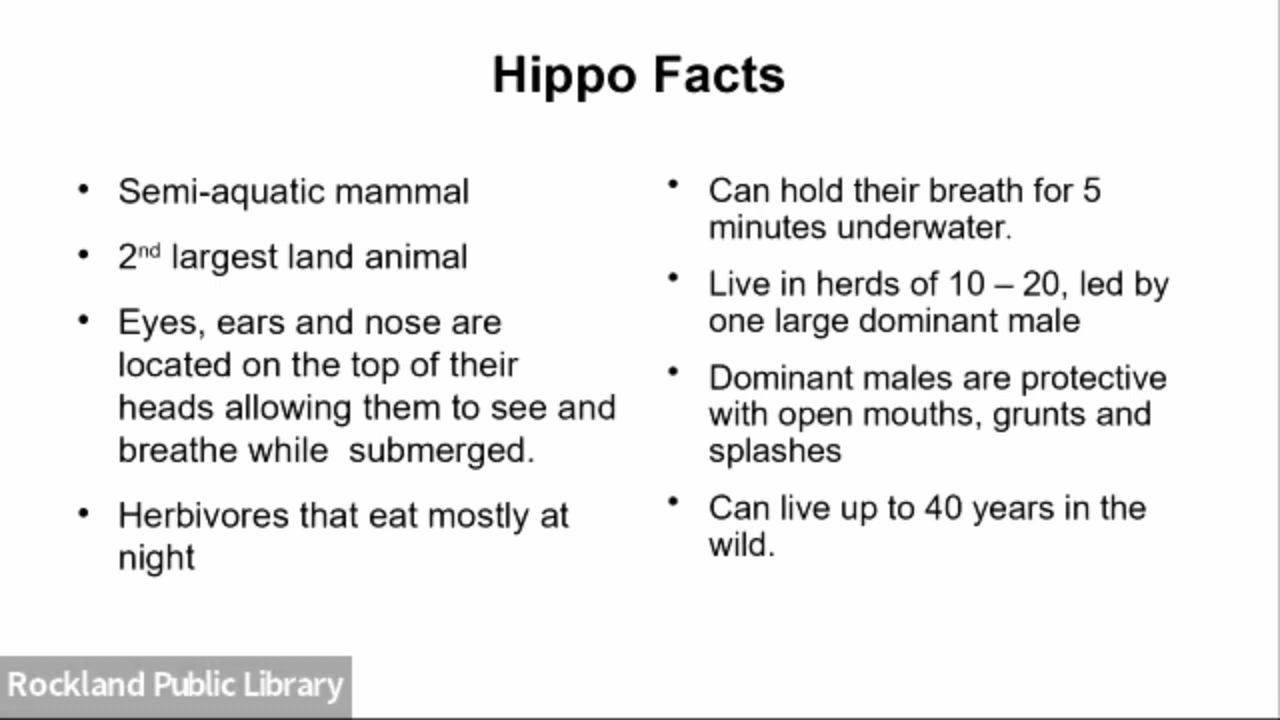 Hippo Facts
• Semi-aquatic mammal
• 2nd largest land animal
• Eyes, ears and nose are
located on the top of their
heads allowing them to see and
breathe while  submerged.
• Herbivores that eat mostly at
night
• Can hold their breath for 5
minutes underwater.
• Live in herds of 10 – 20, led by
one large dominant male
• Dominant males are protective
with open mouths, grunts and
splashes
• Can live up to 40 years in the
wild.
Rockland Public Library